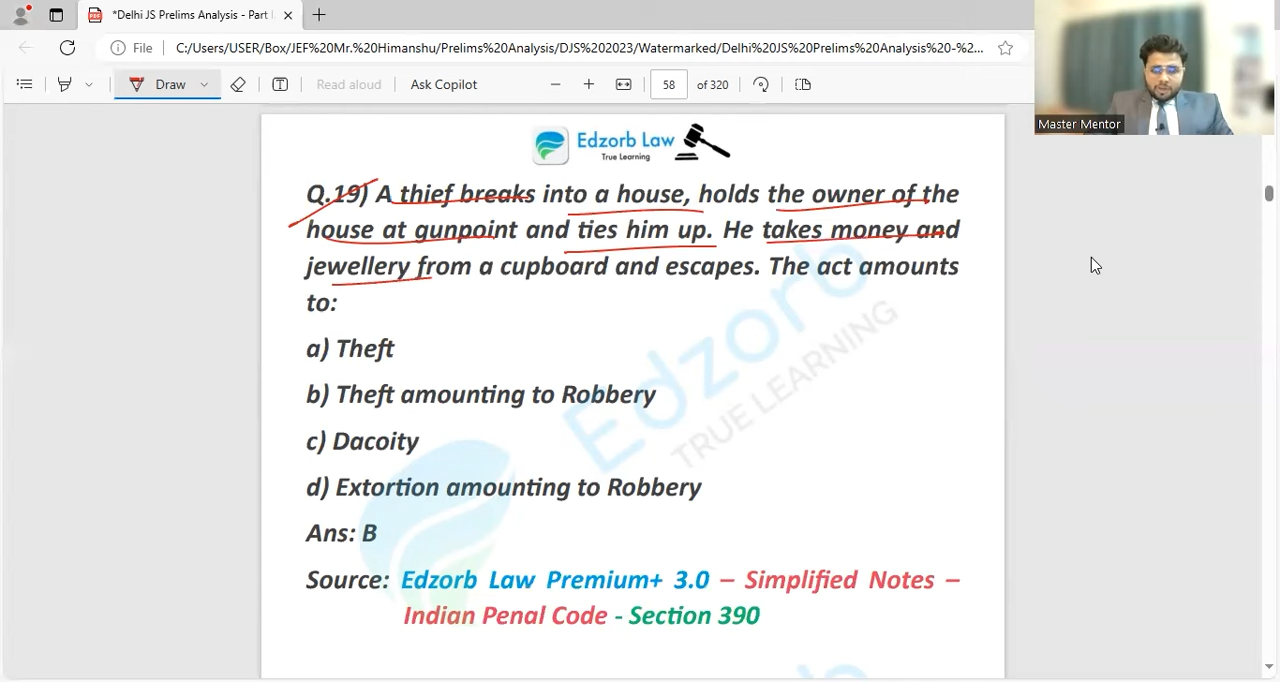 *Delhi JS Prelims Analysis - Part I
File
C:/Users/USER/Box/JEF%20Mr.%20Himanshu/Prelims%20Analysis/DJS%202023/Watermarked/Delhi%20JS%20Prelims%20Analysis%20-%2...
Draw
Read aloud
Ask Copilot
58 of 320
Master Mentor
Edzorb Law
True Learning
Q.19) A thief breaks into a house, holds the owner of the
house at gunpoint and ties him up. He takes money and
jewellery from a cupboard and escapes. The act amounts
to:
a) Theft
b) Theft amounting to Robbery
c) Dacoity
d) Extortion amounting to Robbery
Ans: B
Source: Edzorb Law Premium+ 3.0 – Simplified Notes –
Indian Penal Code - Section 390
Edzorb
TRUE LEARNING